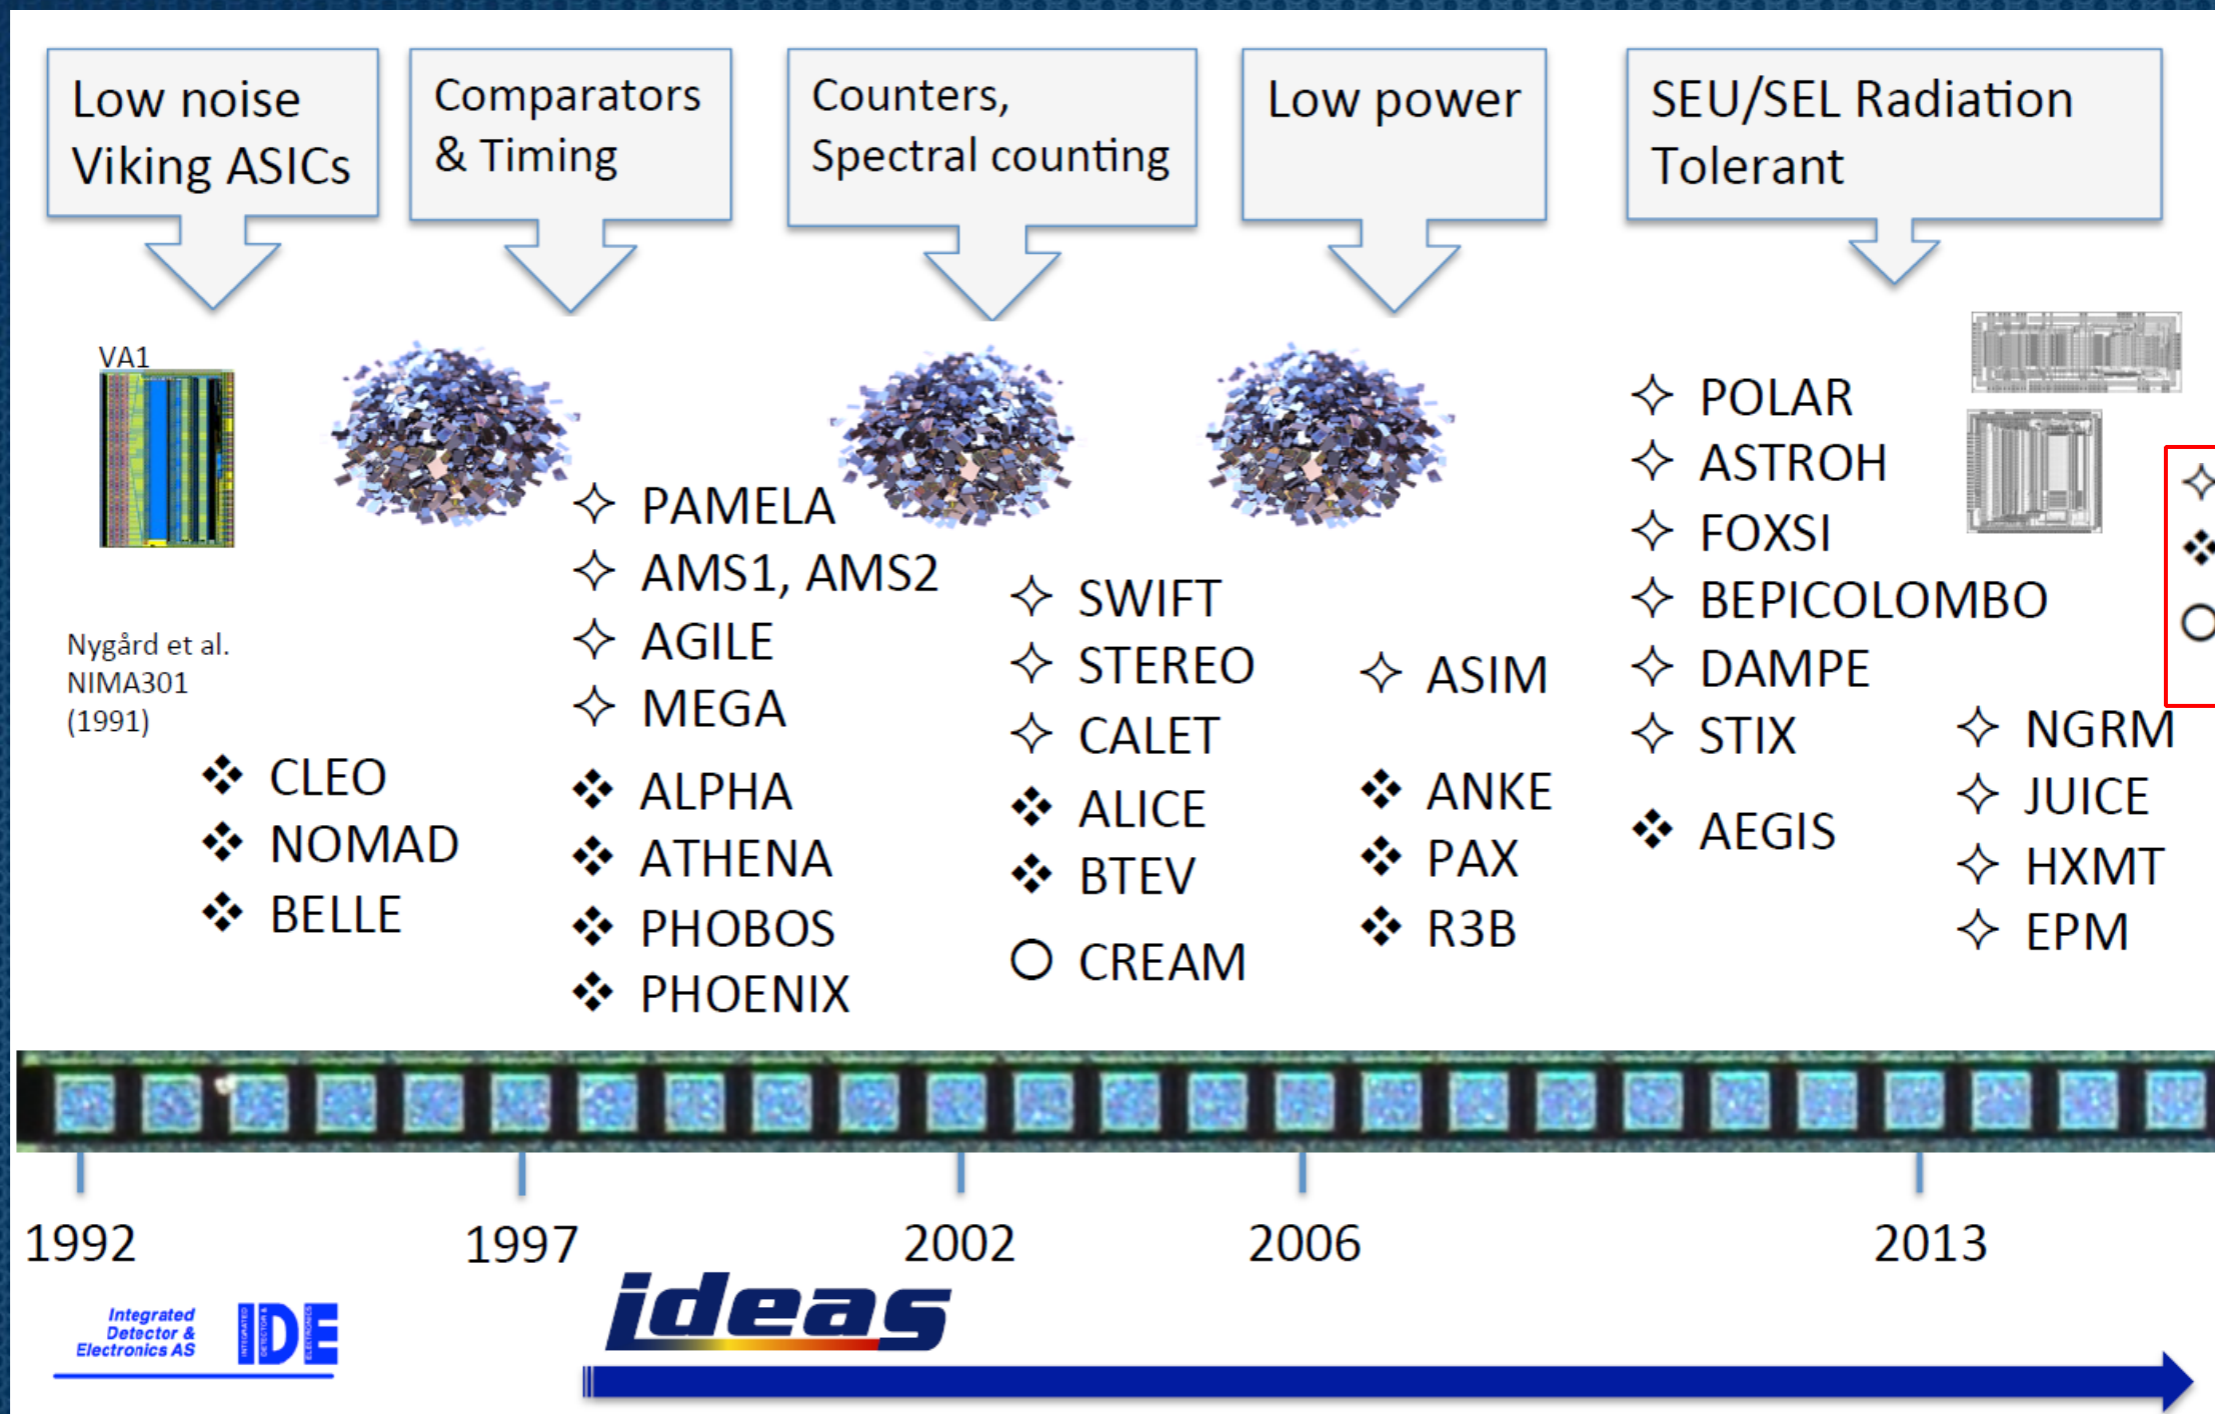 Low noise
Viking ASICs
Comparators
& Timing
Counters,
Spectral counting
Low power
SEU/SEL Radiation
Tolerant
VA1
Nygård et al.
NIMA301
(1991)
❖ CLEO
❖ NOMAD
❖ BELLE
✧ PAMELA
✧ AMS1, AMS2
✧ AGILE
✧ MEGA
❖ ALPHA
❖ ATHENA
❖ PHOBOS
❖ PHOENIX
✧ SWIFT
✧ STEREO
✧ CALET
❖ ALICE
❖ BTEV
○ CREAM
✧ ASIM
❖ ANKE
❖ PAX
❖ R3B
✧ POLAR
✧ ASTROH
✧ FOXSI
✧ BEPICOLOMBO
✧ DAMPE
✧ STIX
❖ AEGIS
✧ NGRM
✧ JUICE
✧ HXMT
✧ EPM
1992
1997
2002
2006
2013
Integrated
Detector &
Electronics AS
INTEGRATED
DETECTOR &
ELECTRONICS
IDE
ideas